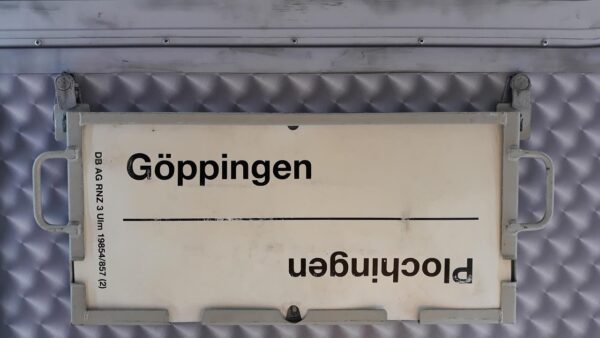 Göppingen
Plochingen
DB AG RNZ 3 Ulm 19854/857 (2)